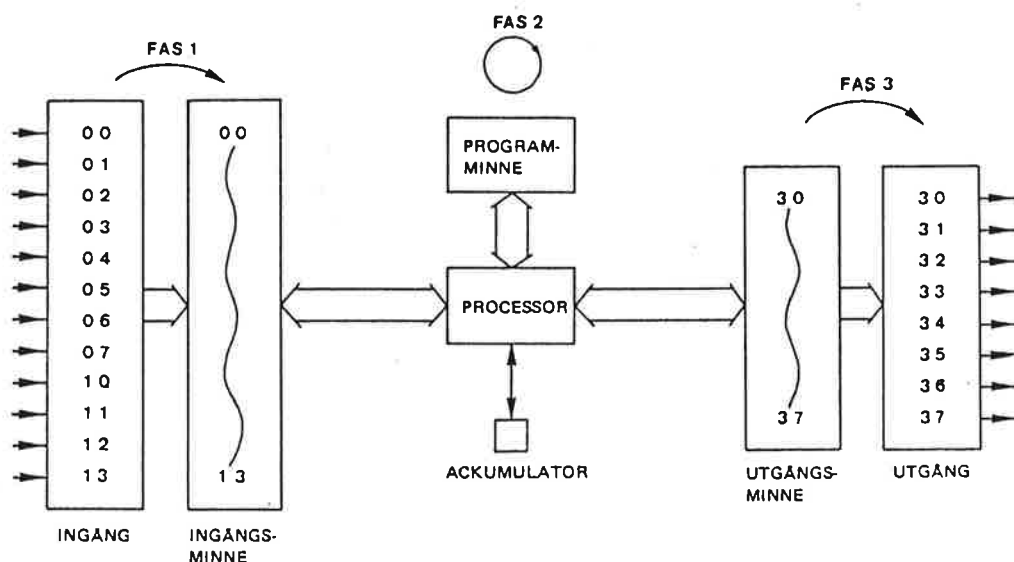 FAS 1
FAS 2
FAS 3
00
01
02
03
04
05
06
07
10
11
12
13
INGÅNG
00
13
INGÅNGS-
MINNE
PROGRAM-
MINNE
PROCESSOR
ACKUMULATOR
30
37
UTGÅNGS-
MINNE
30
31
32
33
34
35
36
37
UTGÅNG